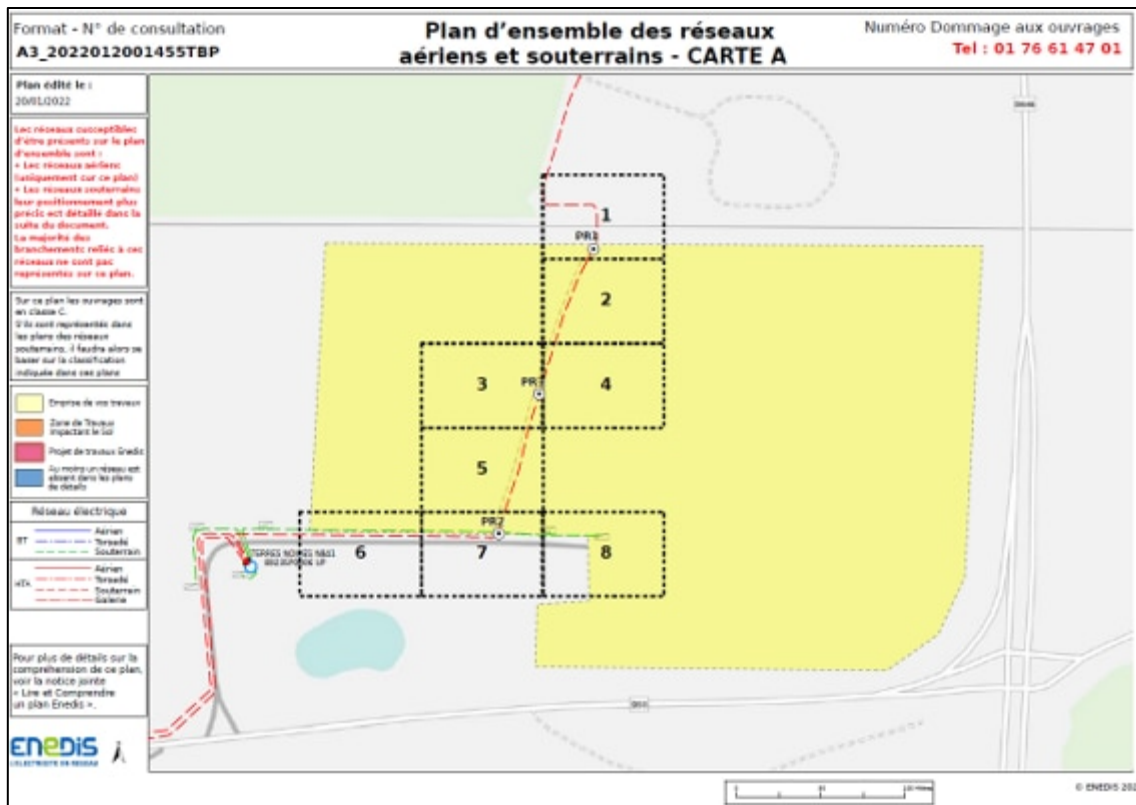 Format - N° de consultation
A3_2022012001455TBP
Plan d'ensemble des réseaux
aériens et souterrains - CARTE A
Numéro Dommage aux ouvrages
Tel : 01 76 61 47 01
Plan édité le :
20/01/2022
Les réseaux susceptibles
d'être présents sur le plan
d'ensemble sont :
• Les réseaux aériens
(uniquement sur ce plan)
• Les réseaux souterrains
leur positionnement plus
précis est détaillé dans la
suite du document.
La majorité des
branchements reliés à ces
réseaux ne sont pas
représentés sur ce plan.
Sur ce plan les ouvrages sont
en classe C.
S'ils sont représentés dans
les plans des réseaux
souterrains, il faudra alors se
baser sur la classification
indiquée dans ces plans
Emprise de vos travaux
Zone de Travaux
impactant le Sol
Projet de travaux Enedis
Au moins un réseau est
absent dans les plans
de détails
Réseau électrique
BT
Aérien
Torsadé
Souterrain
HTA
Aérien
Torsadé
Souterrain
Galerie
Pour plus de détails sur la
compréhension de ce plan,
voir la notice jointe
« Lire et Comprendre
un plan Enedis ».
ENEDIS
L'ELECTRICITE EN RESEAU
1
PR3
2
3
PR1
4
5
PR2
6
7
8
TERRES NOIRES
© ENEDIS 202